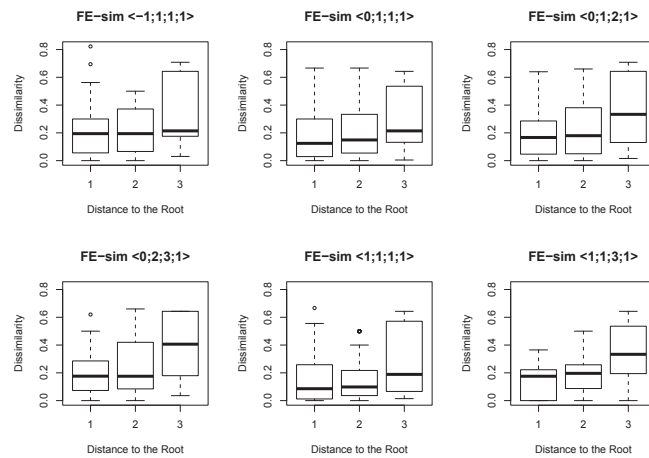 FE−sim <−1;1;1;1>
Dissimilarity
0.0 0.2 0.4 0.6 0.8
1 2 3
Distance to the Root
FE−sim <0;1;1;1>
Dissimilarity
0.0 0.2 0.4 0.6 0.8
1 2 3
Distance to the Root
FE−sim <0;1;2;1>
Dissimilarity
0.0 0.2 0.4 0.6 0.8
1 2 3
Distance to the Root
FE−sim <0;2;3;1>
Dissimilarity
0.0 0.2 0.4 0.6 0.8
1 2 3
Distance to the Root
FE−sim <1;1;1;1>
Dissimilarity
0.0 0.2 0.4 0.6 0.8
1 2 3
Distance to the Root
FE−sim <1;1;3;1>
Dissimilarity
0.0 0.2 0.4 0.6 0.8
1 2 3
Distance to the Root